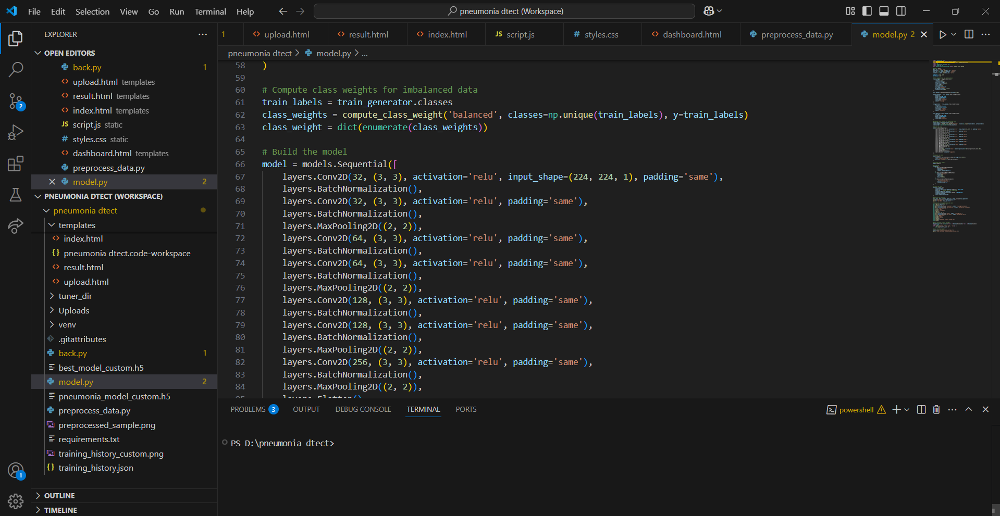 File Edit Selection View Go Run Terminal Help
pneumonia dtect (Workspace)
EXPLORER
OPEN EDITORS
back.py 1
upload.html templates
result.html templates
index.html templates
script.js static
styles.css static
dashboard.html templates
preprocess_data.py
model.py 2
PNEUMONIA DTECT (WORKSPACE)
pneumonia dtect
templates
index.html
pneumonia dtect.code-workspace
result.html
upload.html
tuner_dir
Uploads
venv
.gitattributes
back.py 1
best_model_custom.h5
model.py 2
pneumonia_model_custom.h5
preprocess_data.py
preprocessed_sample.png
requirements.txt
training_history_custom.png
training_history.json
OUTLINE
TIMELINE
2
1
1 upload.html result.html index.html JS script.js # styles.css dashboard.html preprocess_data.py model.py 2
pneumonia dtect > model.py > ...
58 )
59
60 # Compute class weights for imbalanced data
61 train_labels = train_generator.classes
62 class_weights = compute_class_weight('balanced', classes=np.unique(train_labels), y=train_labels)
63 class_weight = dict(enumerate(class_weights))
64
65 # Build the model
66 model = models.Sequential([
67 layers.Conv2D(32, (3, 3), activation='relu', input_shape=(224, 224, 1), padding='same'),
68 layers.BatchNormalization(),
69 layers.Conv2D(32, (3, 3), activation='relu', padding='same'),
70 layers.BatchNormalization(),
71 layers.MaxPooling2D((2, 2)),
72 layers.Conv2D(64, (3, 3), activation='relu', padding='same'),
73 layers.BatchNormalization(),
74 layers.Conv2D(64, (3, 3), activation='relu', padding='same'),
75 layers.BatchNormalization(),
76 layers.MaxPooling2D((2, 2)),
77 layers.Conv2D(128, (3, 3), activation='relu', padding='same'),
78 layers.BatchNormalization(),
79 layers.Conv2D(128, (3, 3), activation='relu', padding='same'),
80 layers.BatchNormalization(),
81 layers.MaxPooling2D((2, 2)),
82 layers.Conv2D(256, (3, 3), activation='relu', padding='same'),
83 layers.BatchNormalization(),
84 layers.MaxPooling2D((2, 2)),
PROBLEMS 3 OUTPUT DEBUG CONSOLE TERMINAL PORTS
powershell
PS D:\pneumonia dtect>